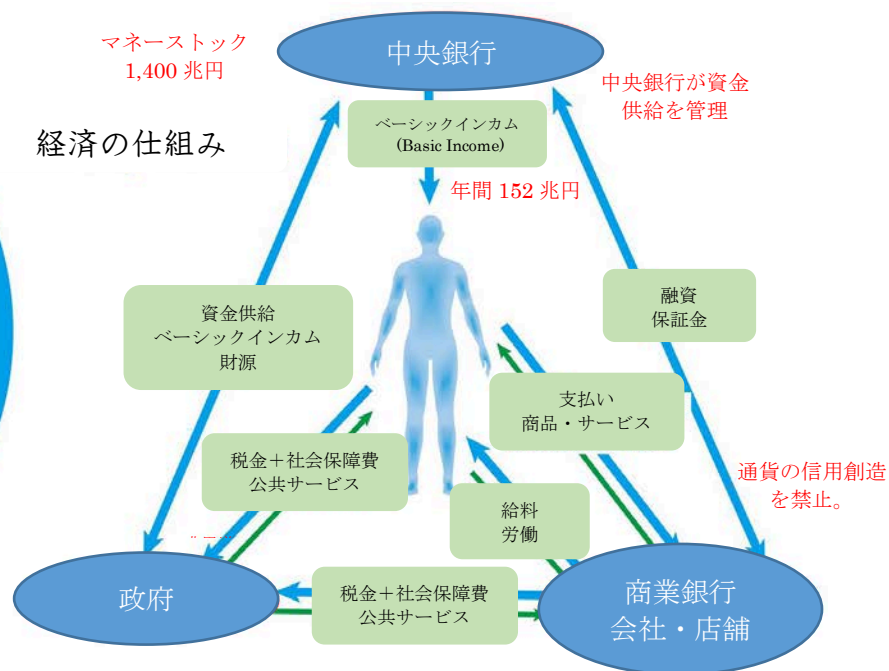 マネーストック
1,400 兆円
中央銀行
中央銀行が資金
供給を管理
経済の仕組み
ベーシックインカム
(Basic Income)
年間 152 兆円
資金供給
ベーシックインカム
財源
融資
保証金
支払い
商品・サービス
税金＋社会保障費
公共サービス
給料
労働
通貨の信用創造
を禁止。
政府
税金＋社会保障費
公共サービス
商業銀行
会社・店舗